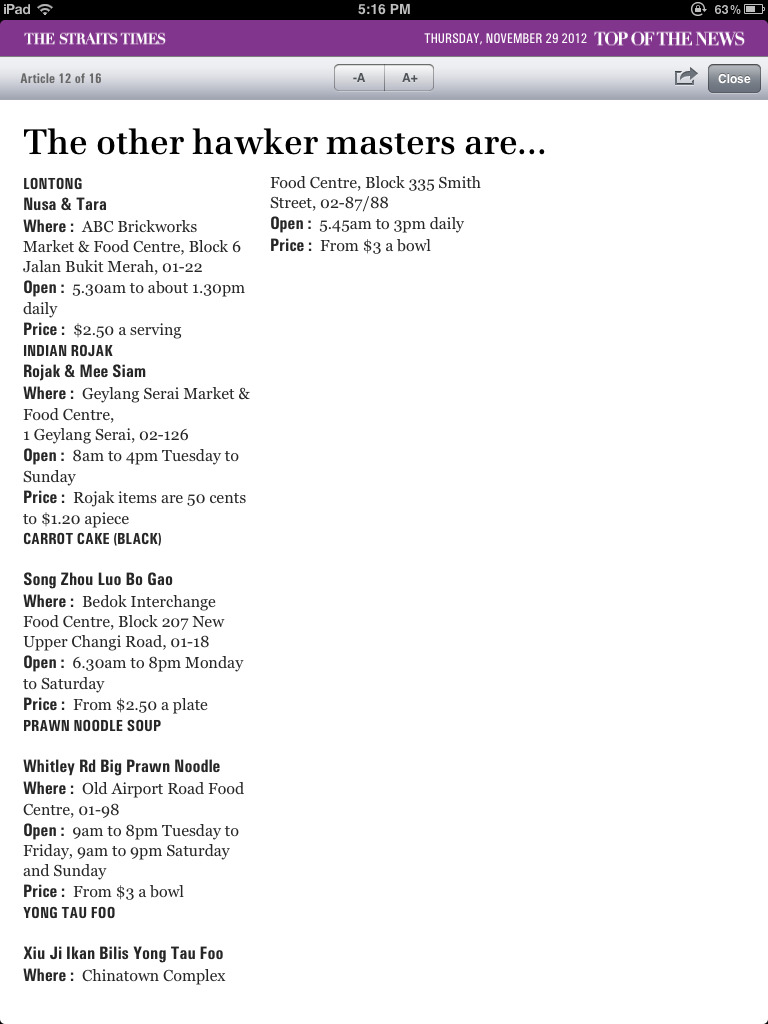 iPad
5:16 PM
63%
THE STRAITS TIMES
THURSDAY, NOVEMBER 29 2012 TOP OF THE NEWS
Article 12 of 16
-A
A+
Close
The other hawker masters are...
LONTONG
Nusa & Tara
Where : ABC Brickworks
Market & Food Centre, Block 6
Jalan Bukit Merah, 01-22
Open : 5.30am to about 1.30pm
daily
Price : $2.50 a serving
INDIAN ROJAK
Rojak & Mee Siam
Where : Geylang Serai Market &
Food Centre,
1 Geylang Serai, 02-126
Open : 8am to 4pm Tuesday to
Sunday
Price : Rojak items are 50 cents
to $1.20 apiece
CARROT CAKE (BLACK)
Song Zhou Luo Bo Gao
Where : Bedok Interchange
Food Centre, Block 207 New
Upper Changi Road, 01-18
Open : 6.30am to 8pm Monday
to Saturday
Price : From $2.50 a plate
PRAWN NOODLE SOUP
Whitley Rd Big Prawn Noodle
Where : Old Airport Road Food
Centre, 01-98
Open : 9am to 8pm Tuesday to
Friday, 9am to 9pm Saturday
and Sunday
Price : From $3 a bowl
YONG TAU FOO
Xiu Ji Ikan Bilis Yong Tau Foo
Where : Chinatown Complex
Food Centre, Block 335 Smith
Street, 02-87/88
Open : 5.45am to 3pm daily
Price : From $3 a bowl